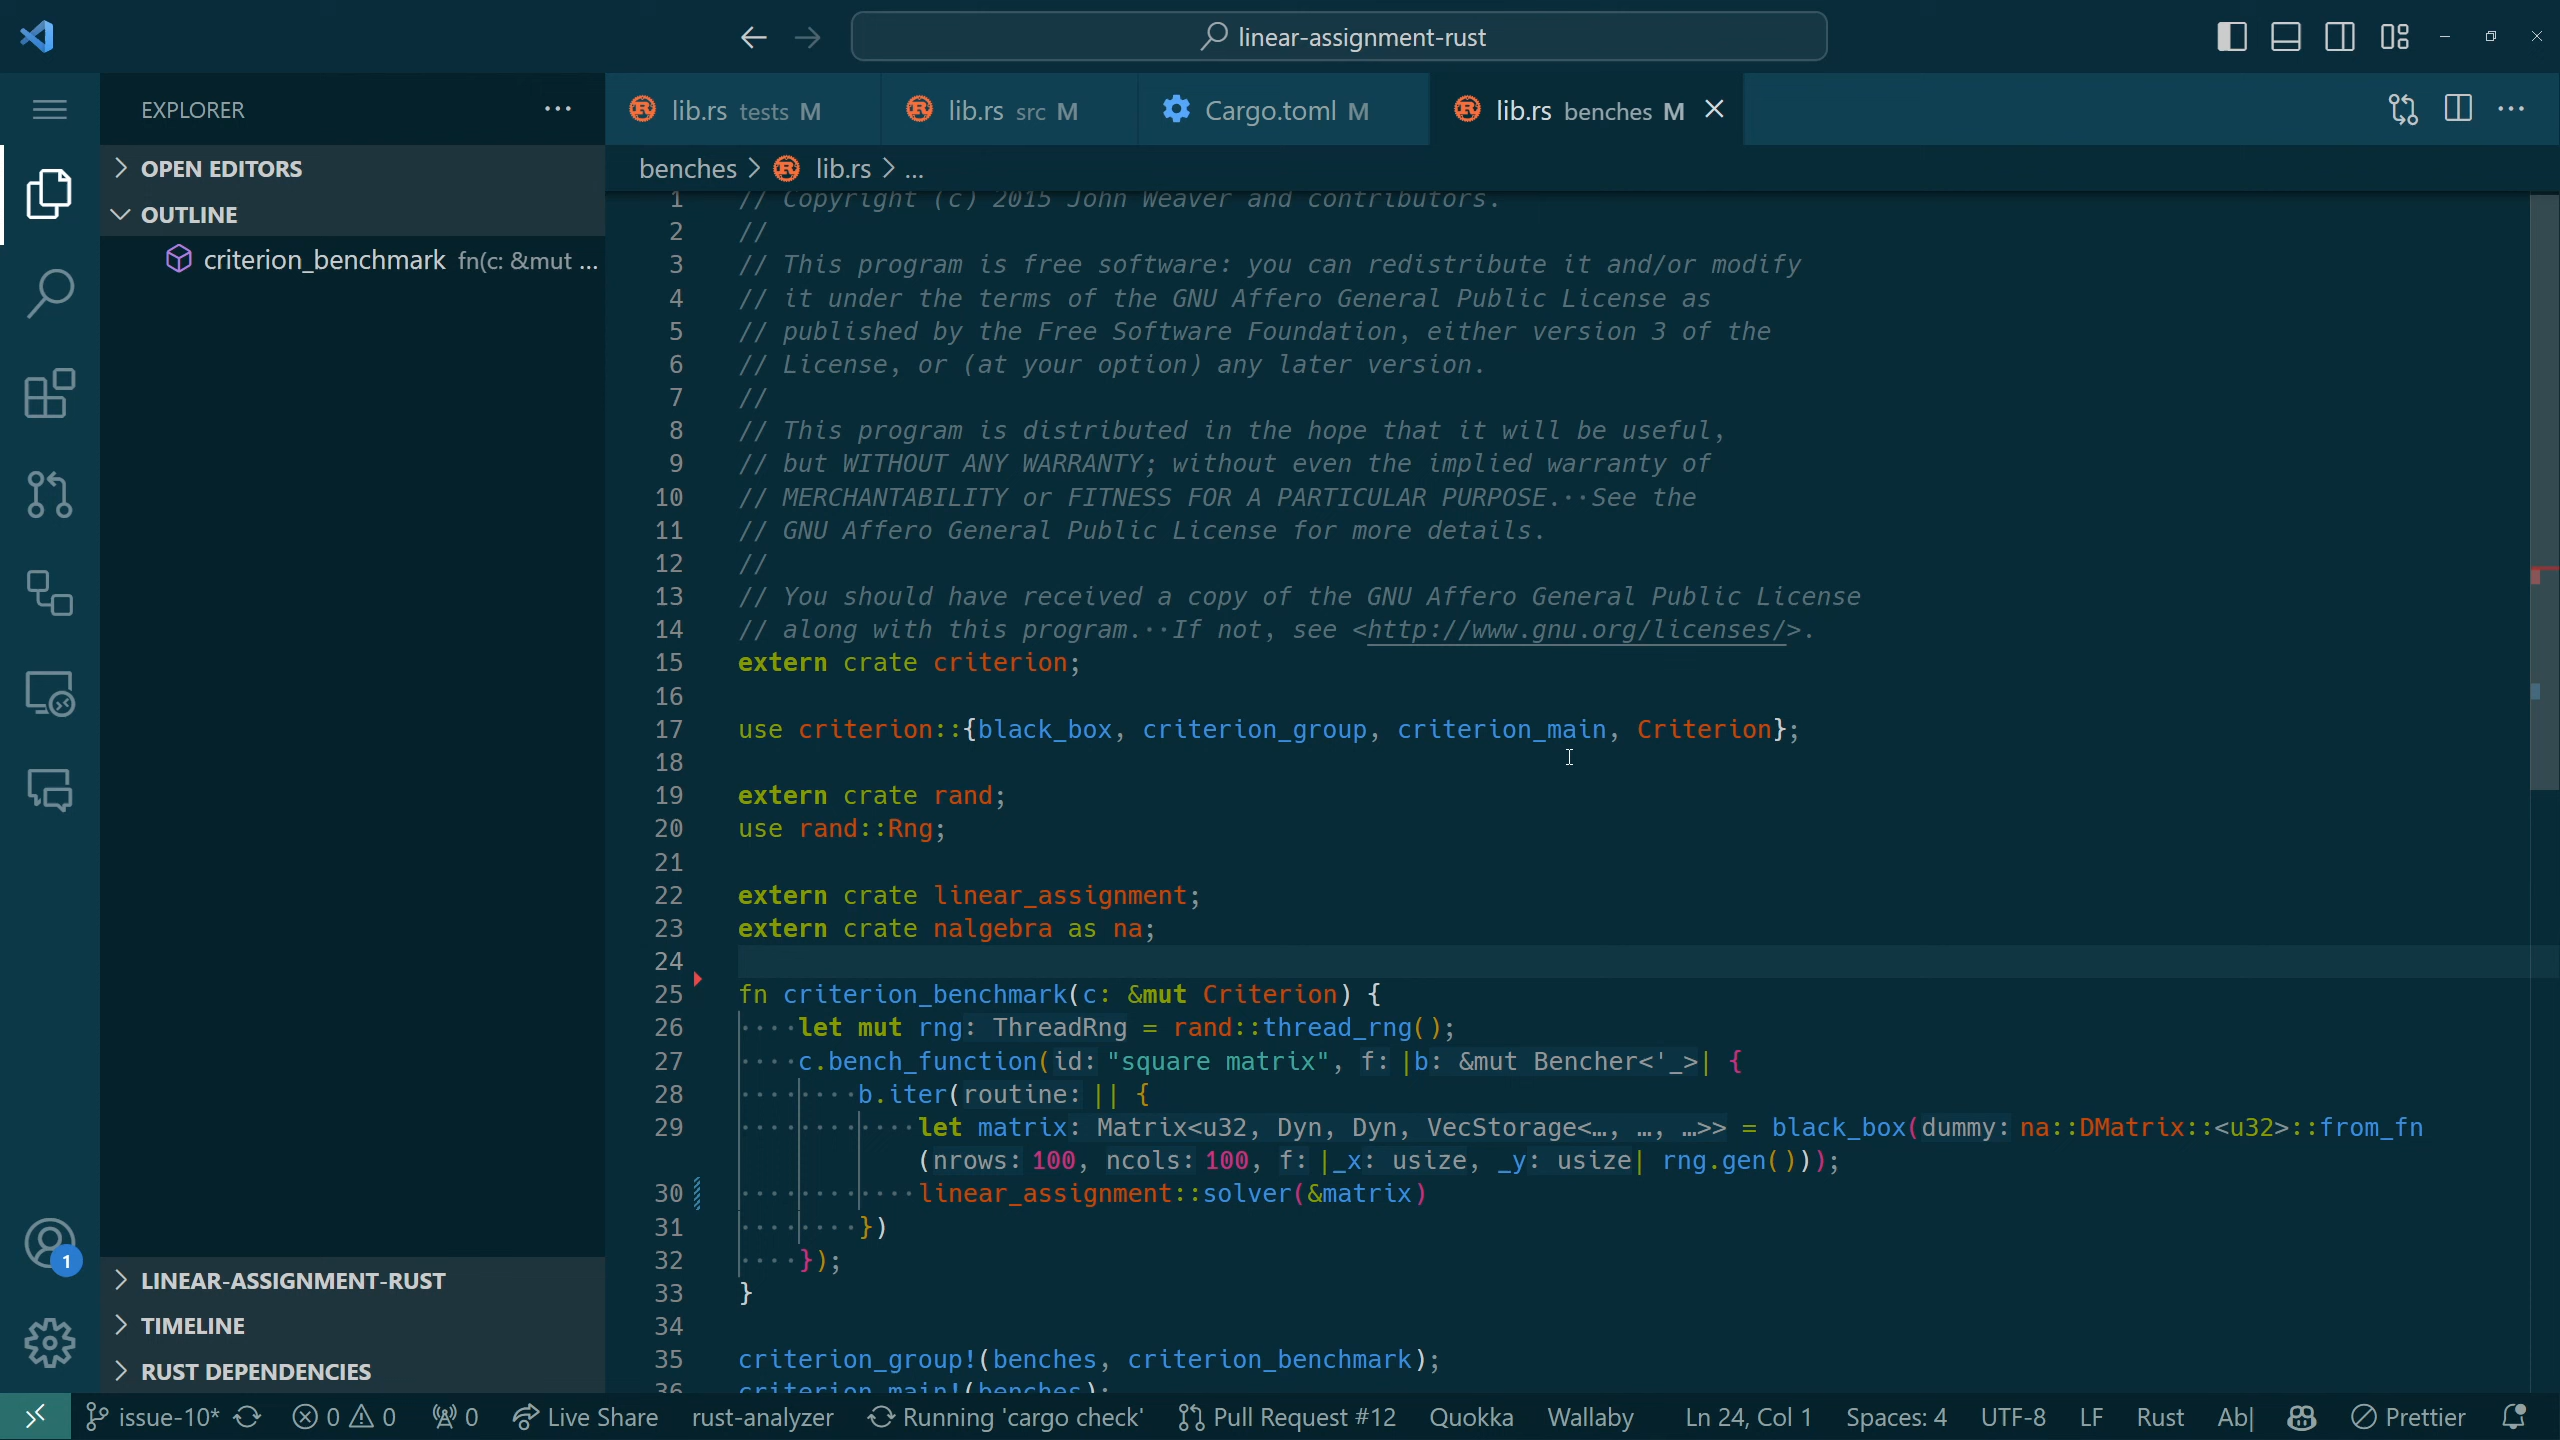 linear-assignment-rust
EXPLORER
OPEN EDITORS
OUTLINE
criterion_benchmark fn(c: &mut ...
LINEAR-ASSIGNMENT-RUST
TIMELINE
RUST DEPENDENCIES
1
lib.rs tests M
lib.rs src M
Cargo.toml M
lib.rs benches M
benches > lib.rs > ...
1 // Copyright (c) 2015 John Weaver and contributors.
2 //
3 // This program is free software: you can redistribute it and/or modify
4 // it under the terms of the GNU Affero General Public License as
5 // published by the Free Software Foundation, either version 3 of the
6 // License, or (at your option) any later version.
7 //
8 // This program is distributed in the hope that it will be useful,
9 // but WITHOUT ANY WARRANTY; without even the implied warranty of
10 // MERCHANTABILITY or FITNESS FOR A PARTICULAR PURPOSE.··See the
11 // GNU Affero General Public License for more details.
12 //
13 // You should have received a copy of the GNU Affero General Public License
14 // along with this program.··If not, see <http://www.gnu.org/licenses/>.
15 extern crate criterion;
16
17 use criterion::{black_box, criterion_group, criterion_main, Criterion};
18
19 extern crate rand;
20 use rand::Rng;
21
22 extern crate linear_assignment;
23 extern crate nalgebra as na;
24
25 fn criterion_benchmark(c: &mut Criterion) {
26 ····let mut rng: ThreadRng = rand::thread_rng();
27 ····c.bench_function(id: "square matrix", f: |b: &mut Bencher<'_>| {
28 ········b.iter(routine: || {
29 ············let matrix: Matrix<u32, Dyn, Dyn, VecStorage<…, …, …>> = black_box(dummy: na::DMatrix::<u32>::from_fn
(nrows: 100, ncols: 100, f: |_x: usize, _y: usize| rng.gen()));
30 ············linear_assignment::solver(&matrix)
31 ········})
32 ····});
33 }
34
35 criterion_group!(benches, criterion_benchmark);
36 criterion_main!(benches);
issue-10* 0 0 0 Live Share rust-analyzer Running 'cargo check' Pull Request #12 Quokka Wallaby Ln 24, Col 1 Spaces: 4 UTF-8 LF Rust Ab| Prettier